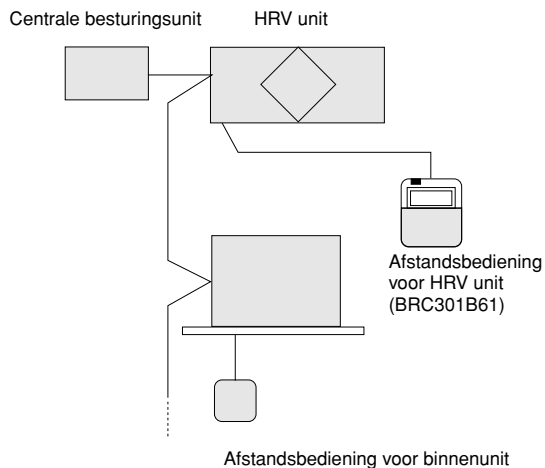 Centrale besturingsunit
HRV unit
Afstandsbediening
voor HRV unit
(BRC301B61)
Afstandsbediening voor binnenunit